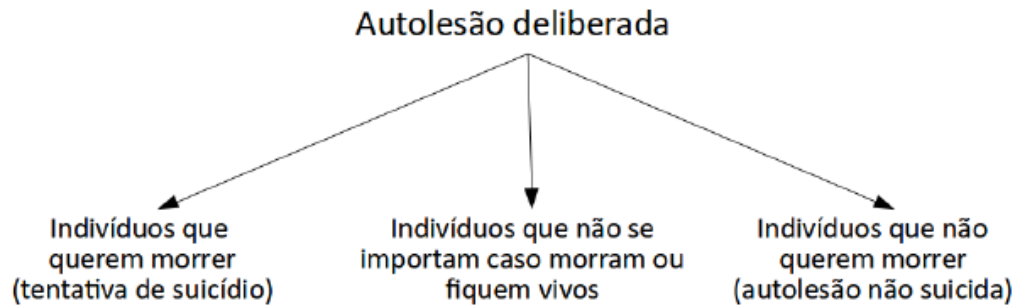 Autolesão deliberada
Indivíduos que
querem morrer
(tentativa de suicídio)
Indivíduos que não se
importam caso morram ou
fiquem vivos
Indivíduos que não
querem morrer
(autolesão não suicida)